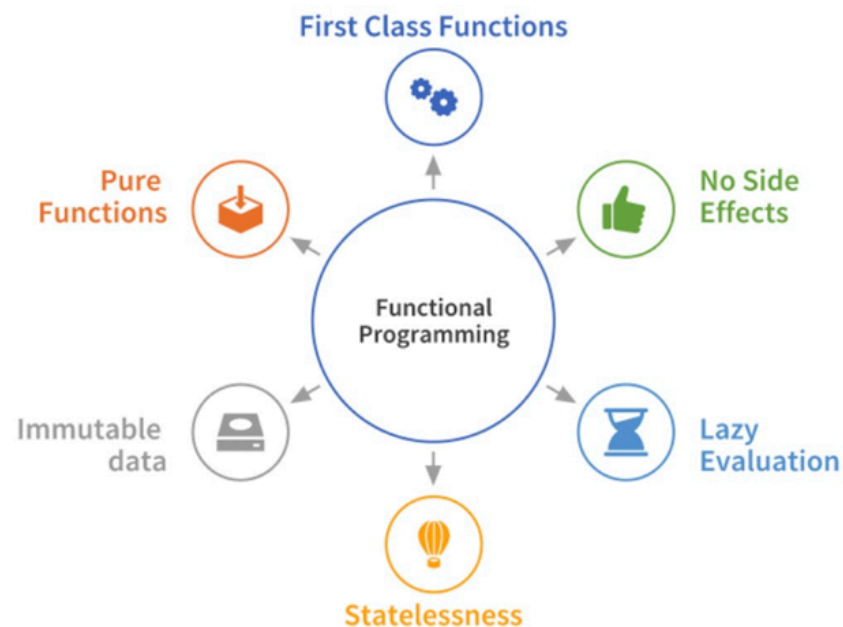 First Class Functions
Pure
Functions
No Side
Effects
Functional
Programming
Immutable
data
Lazy
Evaluation
Statelessness